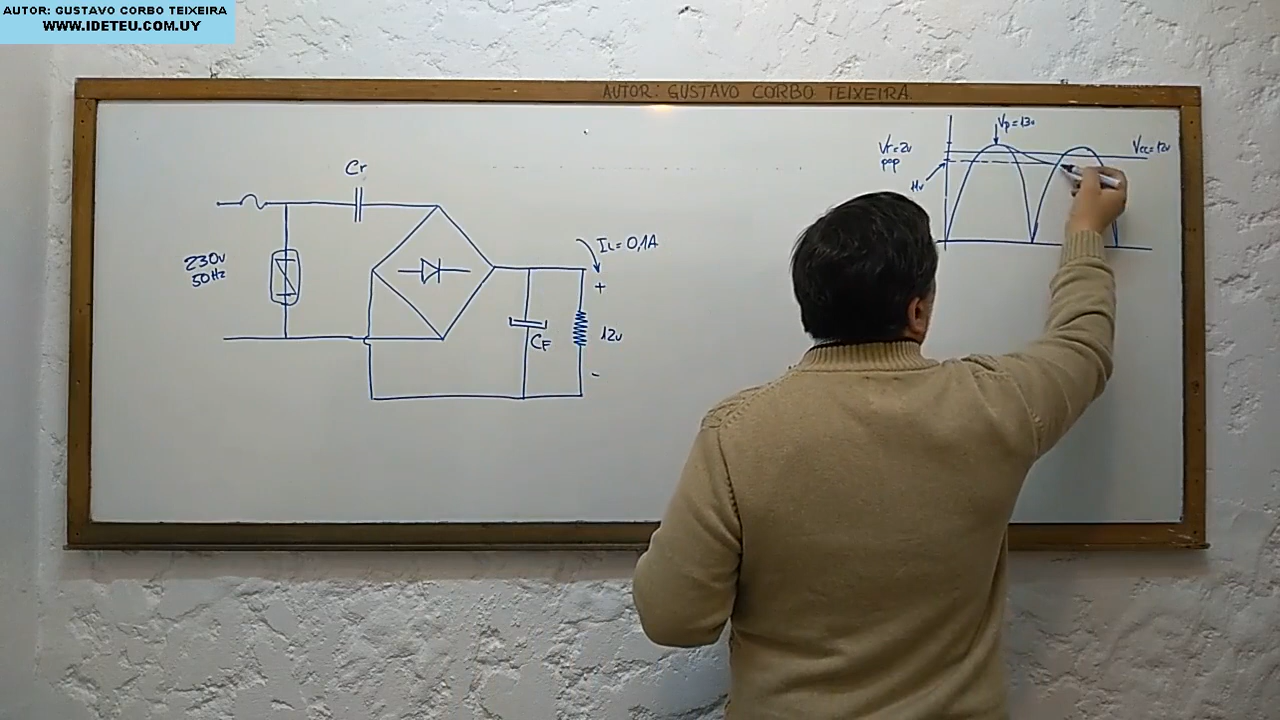 AUTOR: GUSTAVO CORBO TEIXEIRA
WWW.IDETEU.COM.UY
AUTOR: GUSTAVO CORBO TEIXEIRA.
Vp=13v
Vr=2v
pap
Vcc=12v
11v
Cr
230v
50Hz
IL=0,1A
+
12v
CF
-